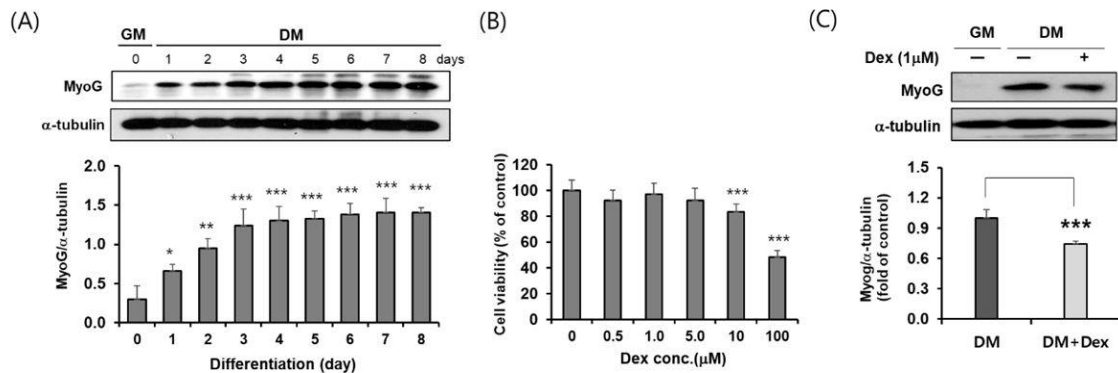 (A)
GM DM
0 1 2 3 4 5 6 7 8 days
MyoG
α-tubulin
MyoG/α-tubulin
2.0
1.5
1.0
0.5
0.0
* ** *** *** *** *** *** ***
0 1 2 3 4 5 6 7 8
Differentiation (day)
(B)
Cell viability (% of control)
120
100
80
60
40
20
0
***
***
0 0.5 1.0 5.0 10 100
Dex conc.(μM)
(C)
GM DM
Dex (1μM) – – +
MyoG
α-tubulin
Myog/α-tubulin
(fold of control)
1.5
1.2
0.9
0.6
0.3
0.0
***
DM DM+Dex